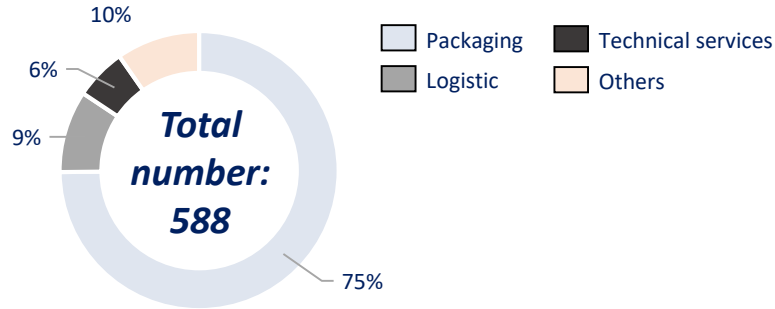 10%
6%
9%
Total
number:
588
75%
Packaging
Technical services
Logistic
Others